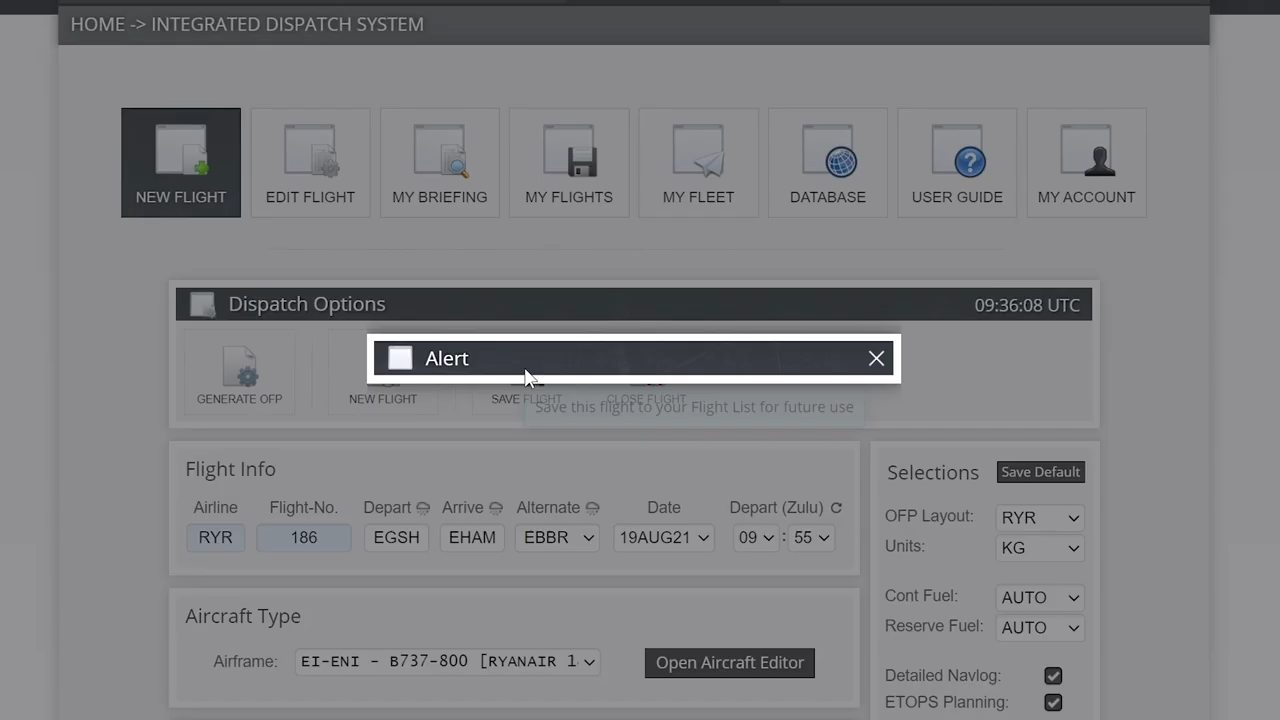 HOME -> INTEGRATED DISPATCH SYSTEM
NEW FLIGHT EDIT FLIGHT MY BRIEFING MY FLIGHTS MY FLEET DATABASE USER GUIDE MY ACCOUNT
Dispatch Options 09:36:08 UTC
Alert
GENERATE OFP NEW FLIGHT SAVE FLIGHT CLOSE FLIGHT
Save this flight to your Flight List for future use
Flight Info
Airline Flight-No. Depart Arrive Alternate Date Depart (Zulu)
RYR 186 EGSH EHAM EBBR 19AUG21 09 : 55
Aircraft Type
Airframe: EI-ENI - B737-800 [RYANAIR 1 Open Aircraft Editor
Selections Save Default
OFP Layout: RYR
Units: KG
Cont Fuel: AUTO
Reserve Fuel: AUTO
Detailed Navlog:
ETOPS Planning: